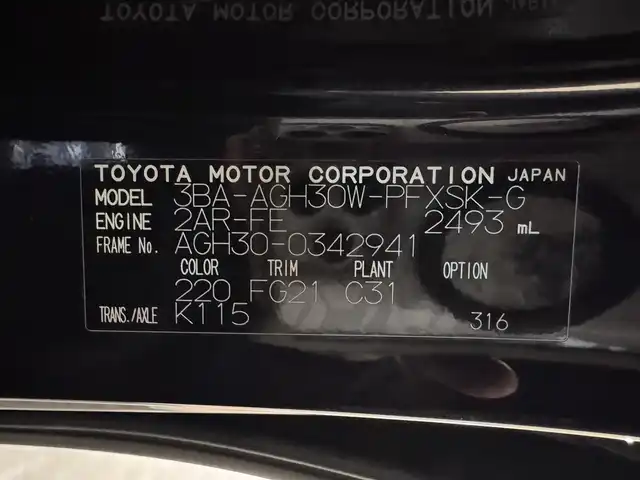 TOYOTA MOTOR CORPORATION JAPAN
MODEL 3BA-AGH30W-PFXSK-G
ENGINE 2AR-FE 2493 mL
FRAME No. AGH30-0342941
COLOR TRIM PLANT OPTION
220 FG21 C31
TRANS./AXLE K115 316